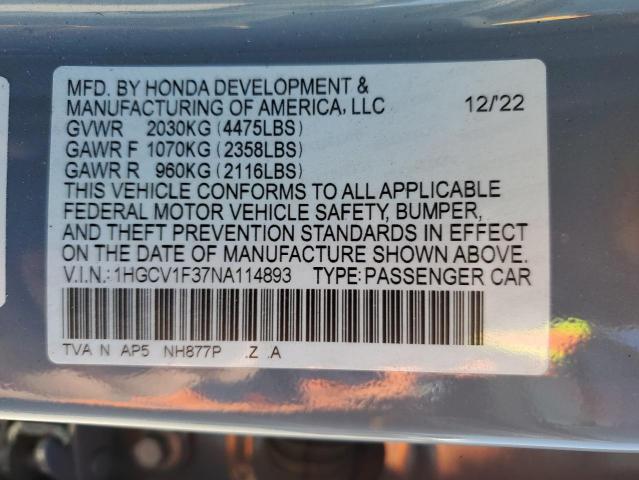 MFD. BY HONDA DEVELOPMENT &
MANUFACTURING OF AMERICA, LLC 12/'22
GVWR 2030KG (4475LBS)
GAWR F 1070KG (2358LBS)
GAWR R 960KG (2116LBS)
THIS VEHICLE CONFORMS TO ALL APPLICABLE
FEDERAL MOTOR VEHICLE SAFETY, BUMPER,
AND THEFT PREVENTION STANDARDS IN EFFECT
ON THE DATE OF MANUFACTURE SHOWN ABOVE.
V.I.N.: 1HGCV1F37NA114893 TYPE: PASSENGER CAR
TVA N AP5 NH877P .Z .A